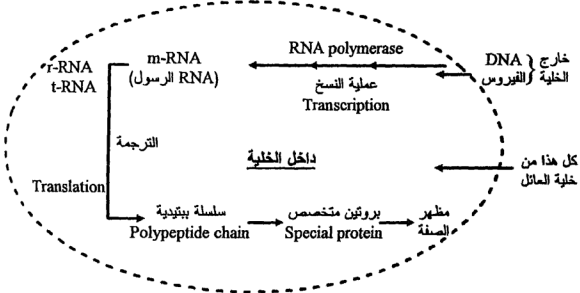 خارج الخلية
DNA الفيروس
RNA polymerase
عملية النسخ
Transcription
m-RNA
(RNA الرسول)
r-RNA
t-RNA
الترجمة
Translation
داخل الخلية
كل هذا من
خلية العائل
سلسلة ببتيدية
Polypeptide chain
بروتين متخصص
Special protein
مظهر
الصفة